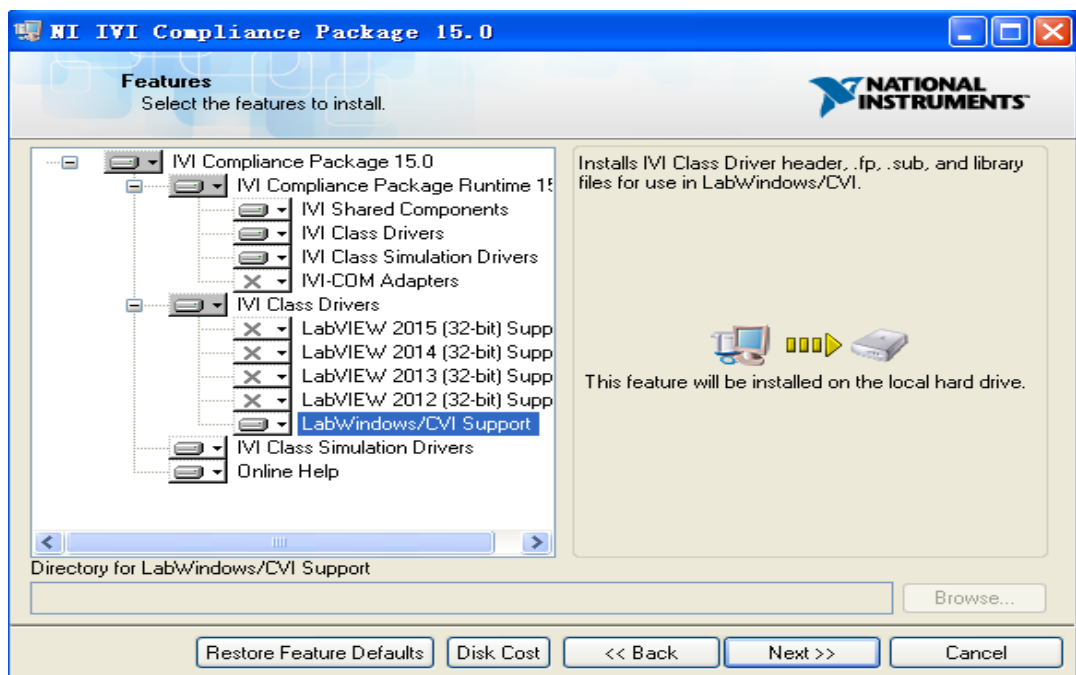 NI IVI Compliance Package 15.0
Features
Select the features to install.
NATIONAL
INSTRUMENTS™
IVI Compliance Package 15.0
IVI Compliance Package Runtime 15
IVI Shared Components
IVI Class Drivers
IVI Class Simulation Drivers
IVI-COM Adapters
IVI Class Drivers
LabVIEW 2015 (32-bit) Supp
LabVIEW 2014 (32-bit) Supp
LabVIEW 2013 (32-bit) Supp
LabVIEW 2012 (32-bit) Supp
LabWindows/CVI Support
IVI Class Simulation Drivers
Online Help
Installs IVI Class Driver header, .fp, .sub, and library
files for use in LabWindows/CVI.
This feature will be installed on the local hard drive.
Directory for LabWindows/CVI Support
Browse...
Restore Feature Defaults
Disk Cost
<< Back
Next >>
Cancel